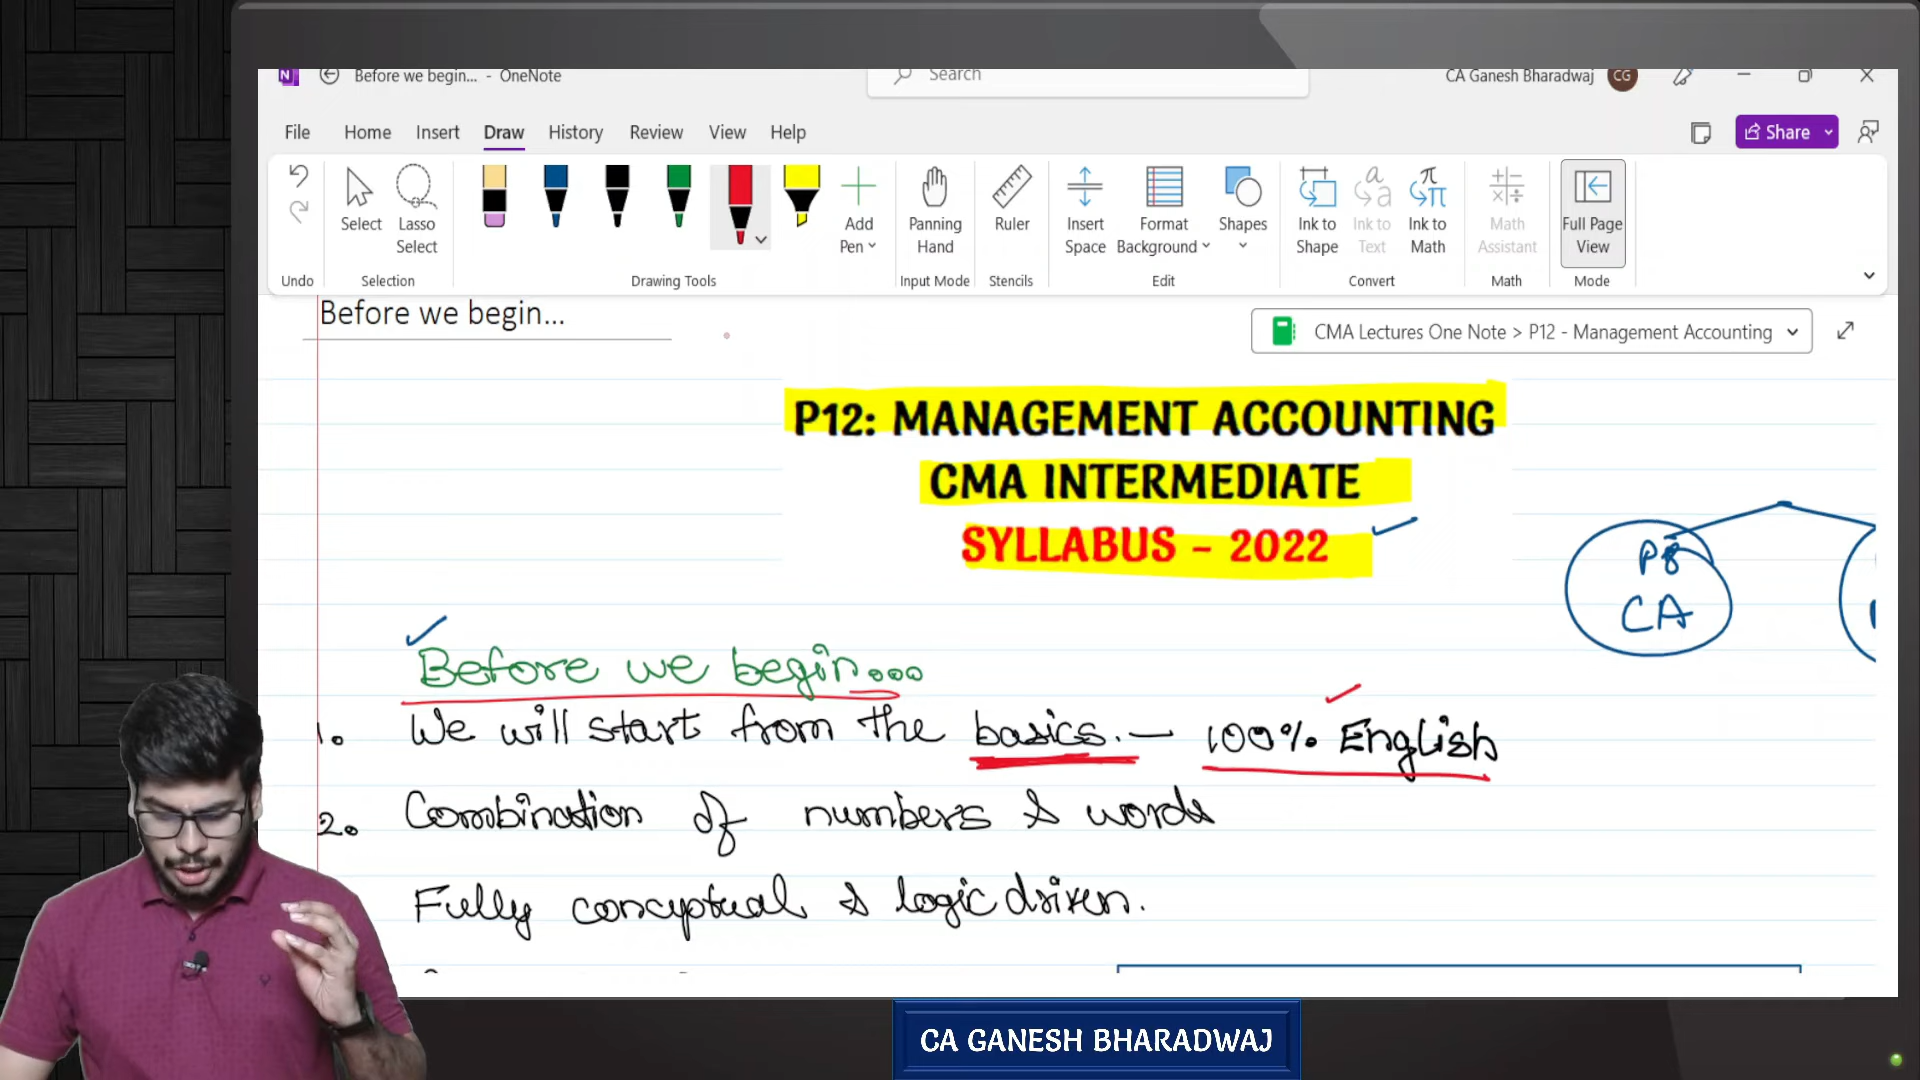 Before we begin... - OneNote
Search
CA Ganesh Bharadwaj CG
File Home Insert Draw History Review View Help
Share
Select
Lasso Select
Add Pen
Panning Hand
Ruler
Insert Space
Format Background
Shapes
Ink to Shape
Ink to Text
Ink to Math
Math Assistant
Full Page View
Undo Selection Drawing Tools Input Mode Stencils Edit Convert Math Mode
Before we begin...
CMA Lectures One Note > P12 - Management Accounting
P12: MANAGEMENT ACCOUNTING
CMA INTERMEDIATE
SYLLABUS - 2022
P8
CA
Before we begin...
1. We will start from the basics. - 100% English
2. Combination of numbers & words
Fully conceptual & logic driven.
CA GANESH BHARADWAJ